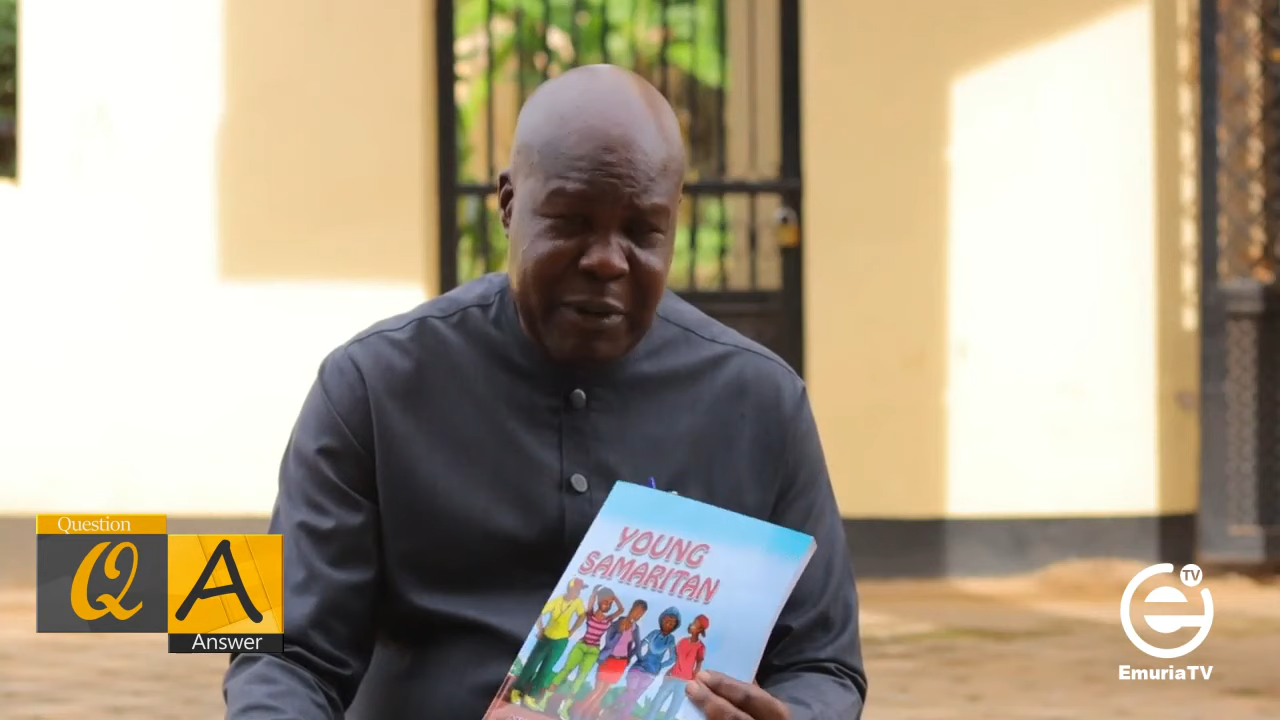 YOUNG
SAMARITAN
Question
Q A
Answer
TV
EmuriaTV